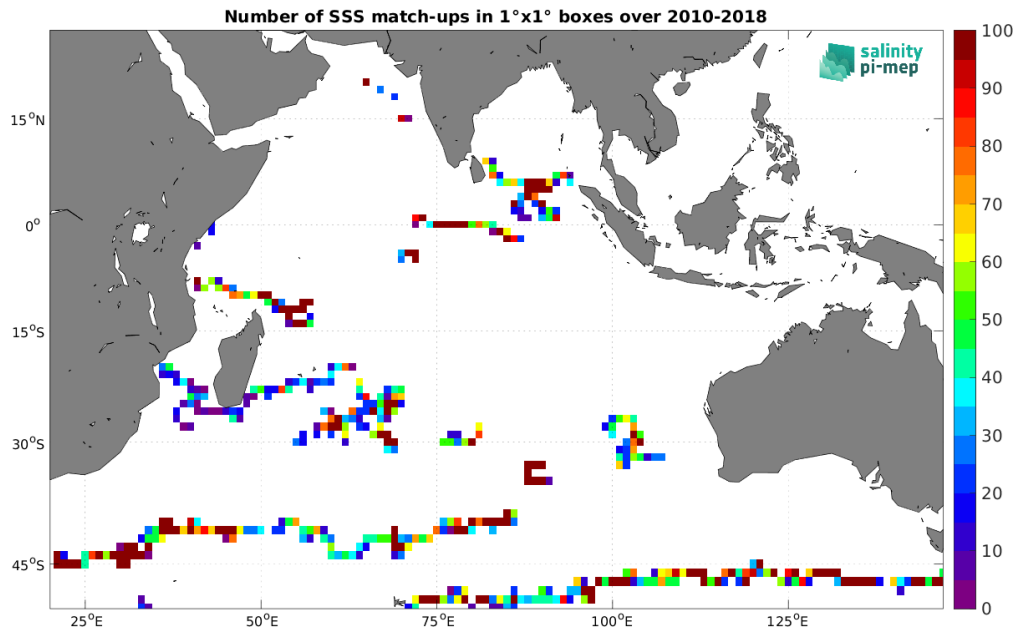 Number of SSS match-ups in 1°x1° boxes over 2010-2018
salinity
pi-mep
15°N
0°
15°S
30°S
45°S
25°E
50°E
75°E
100°E
125°E
100
90
80
70
60
50
40
30
20
10
0